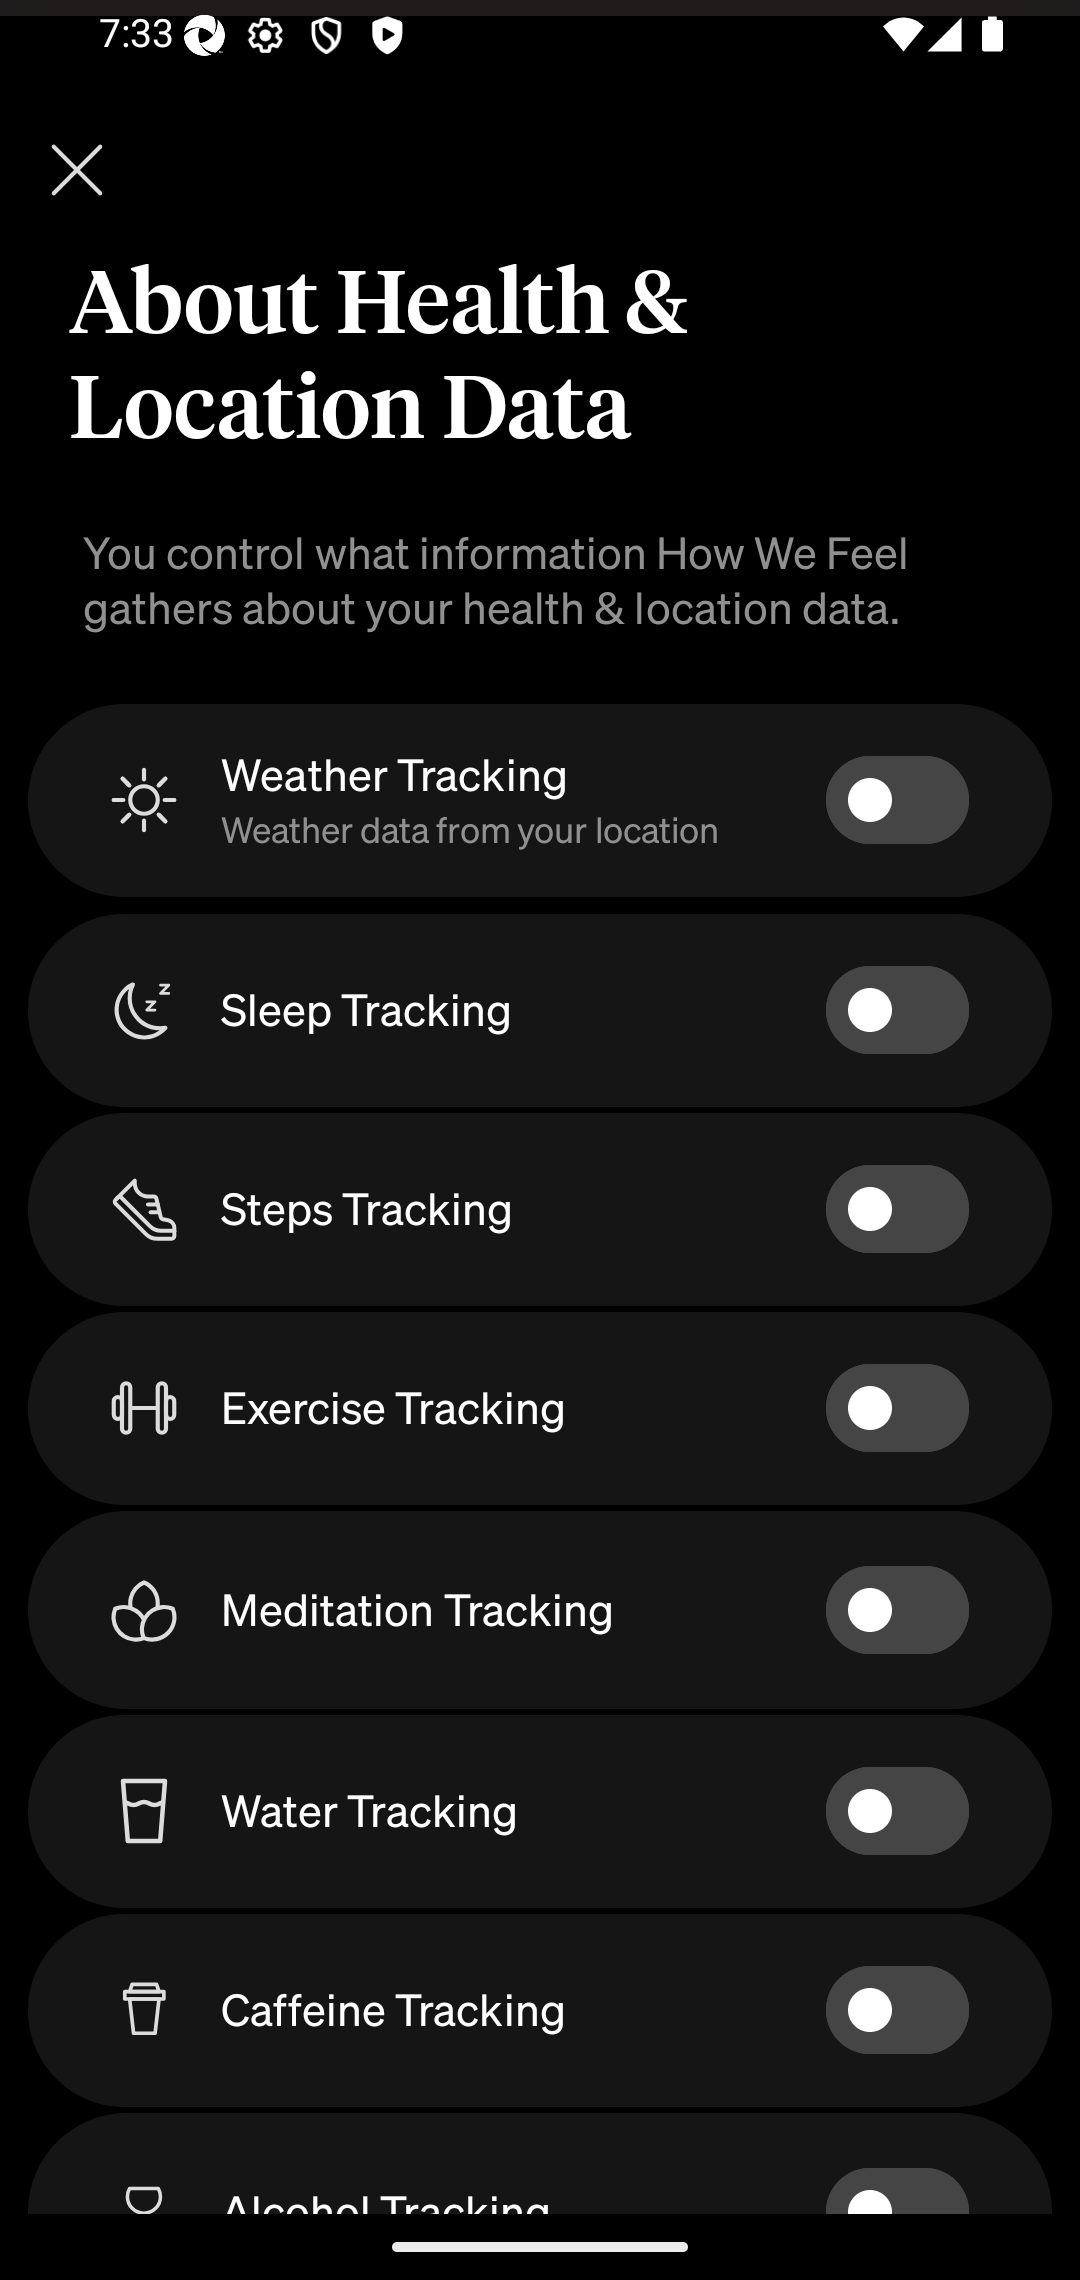 7:33
About Health &
Location Data
You control what information How We Feel
gathers about your health & location data.
Weather Tracking
Weather data from your location
Sleep Tracking
Steps Tracking
Exercise Tracking
Meditation Tracking
Water Tracking
Caffeine Tracking
Alcohol Tracking